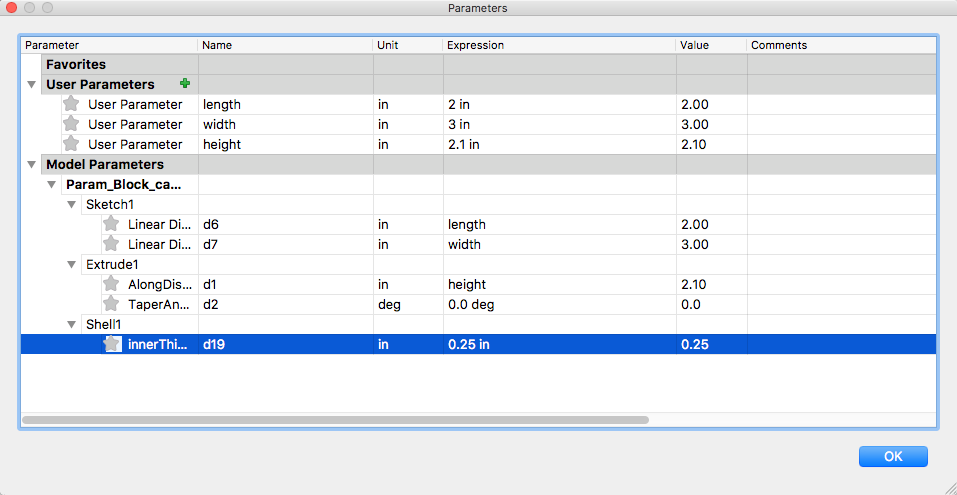 Parameters
Parameter Name Unit Expression Value Comments
Favorites
User Parameters
User Parameter length in 2 in 2.00
User Parameter width in 3 in 3.00
User Parameter height in 2.1 in 2.10
Model Parameters
Param_Block_ca...
Sketch1
Linear Di... d6 in length 2.00
Linear Di... d7 in width 3.00
Extrude1
AlongDis... d1 in height 2.10
TaperAn... d2 deg 0.0 deg 0.0
Shell1
innerThi... d19 in 0.25 in 0.25
OK